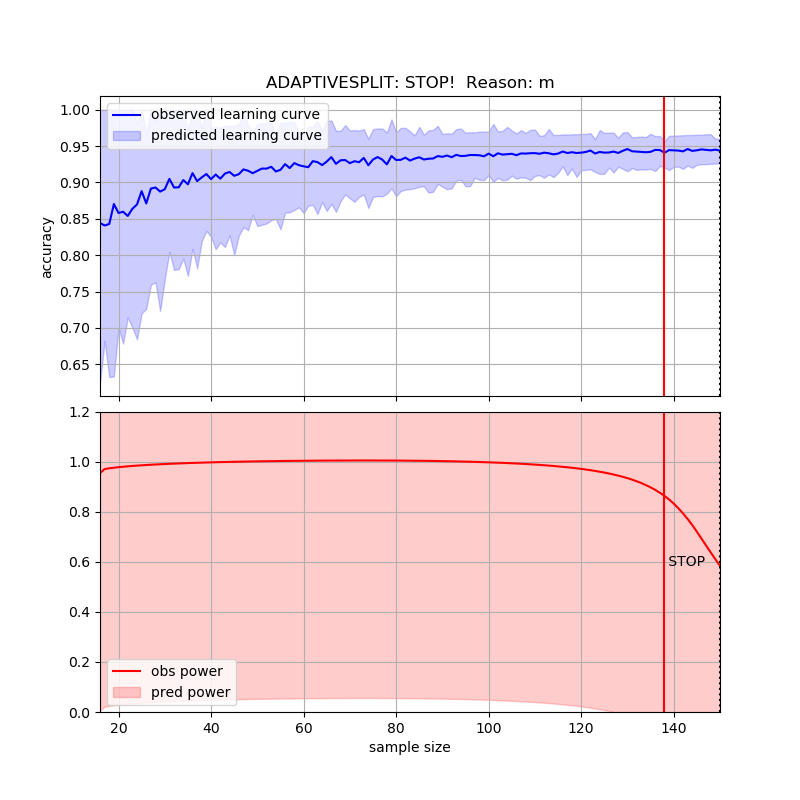 ADAPTIVESPLIT: STOP!  Reason: m
observed learning curve
predicted learning curve
accuracy
1.00
0.95
0.90
0.85
0.80
0.75
0.70
0.65
1.2
1.0
0.8
0.6
0.4
0.2
0.0
STOP
obs power
pred power
20
40
60
80
100
120
140
sample size